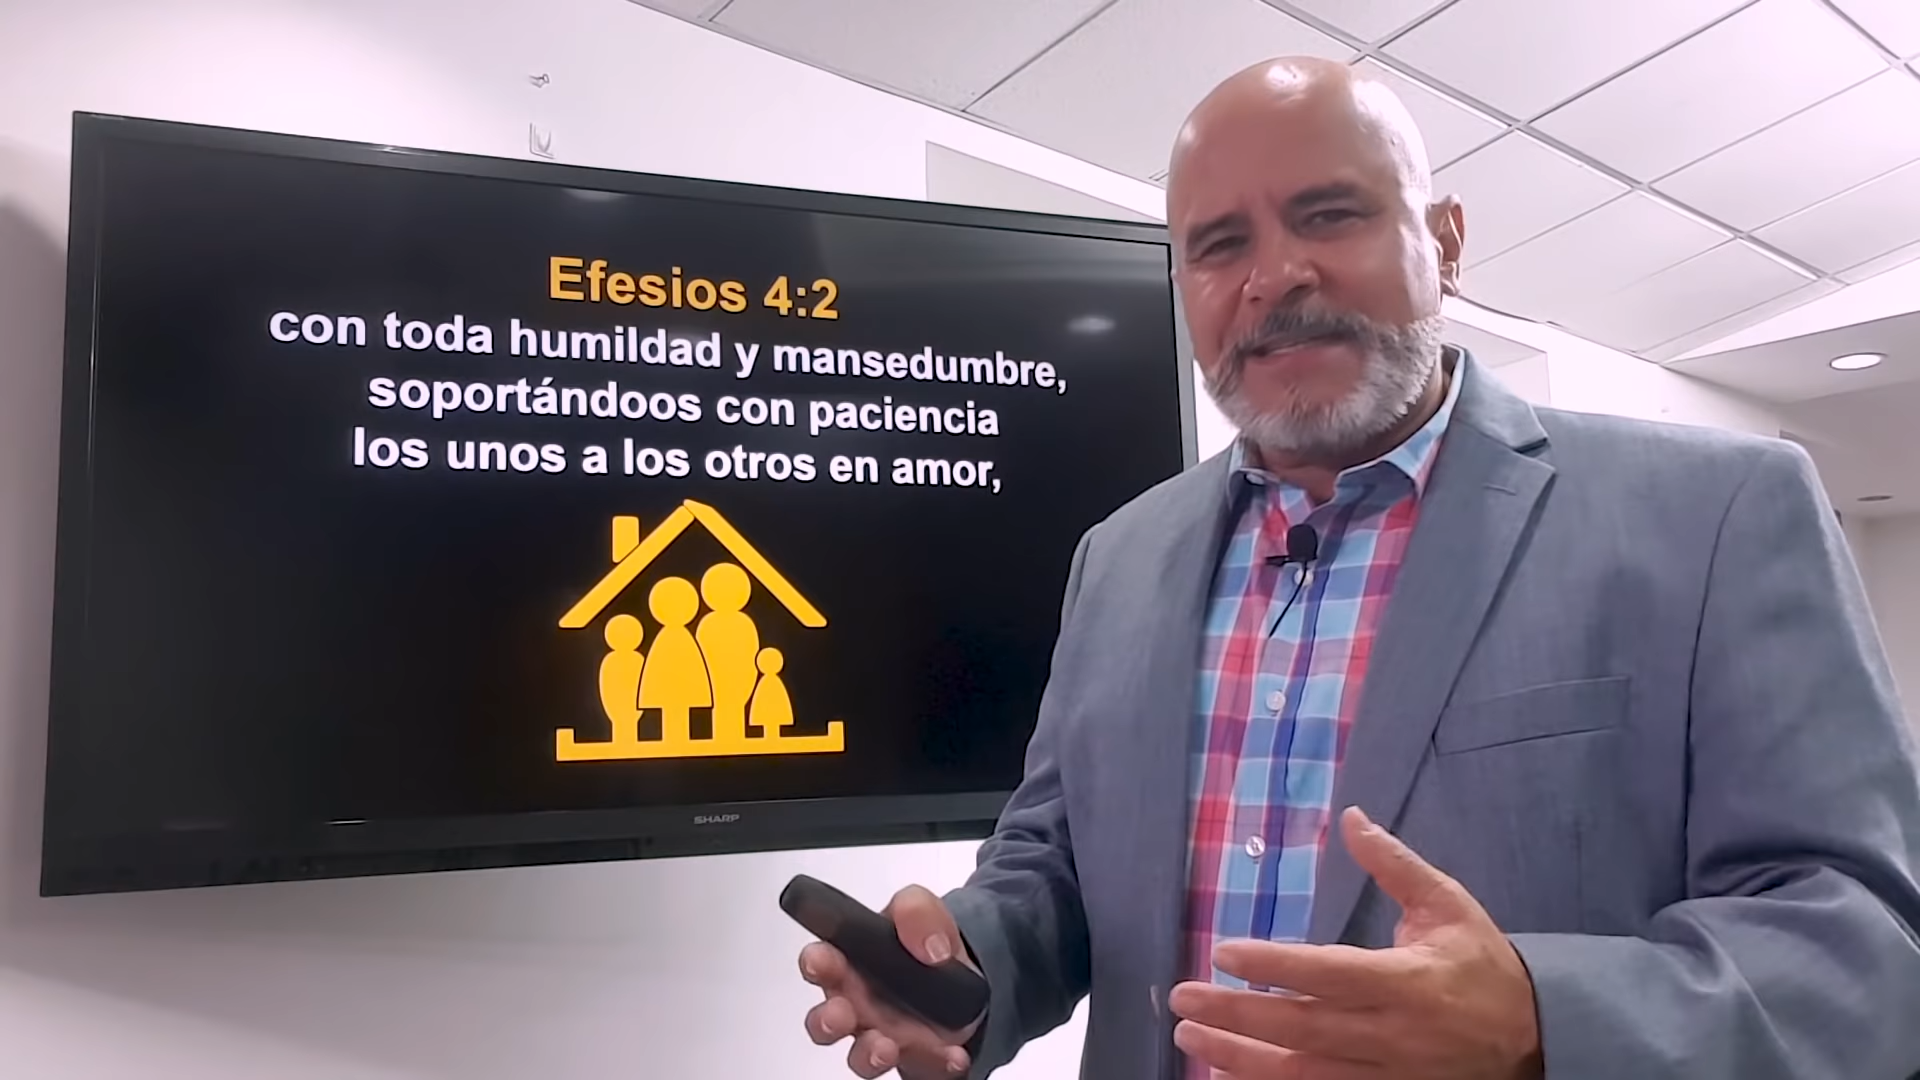 Efesios 4:2
con toda humildad y mansedumbre,
soportándoos con paciencia
los unos a los otros en amor,
SHARP